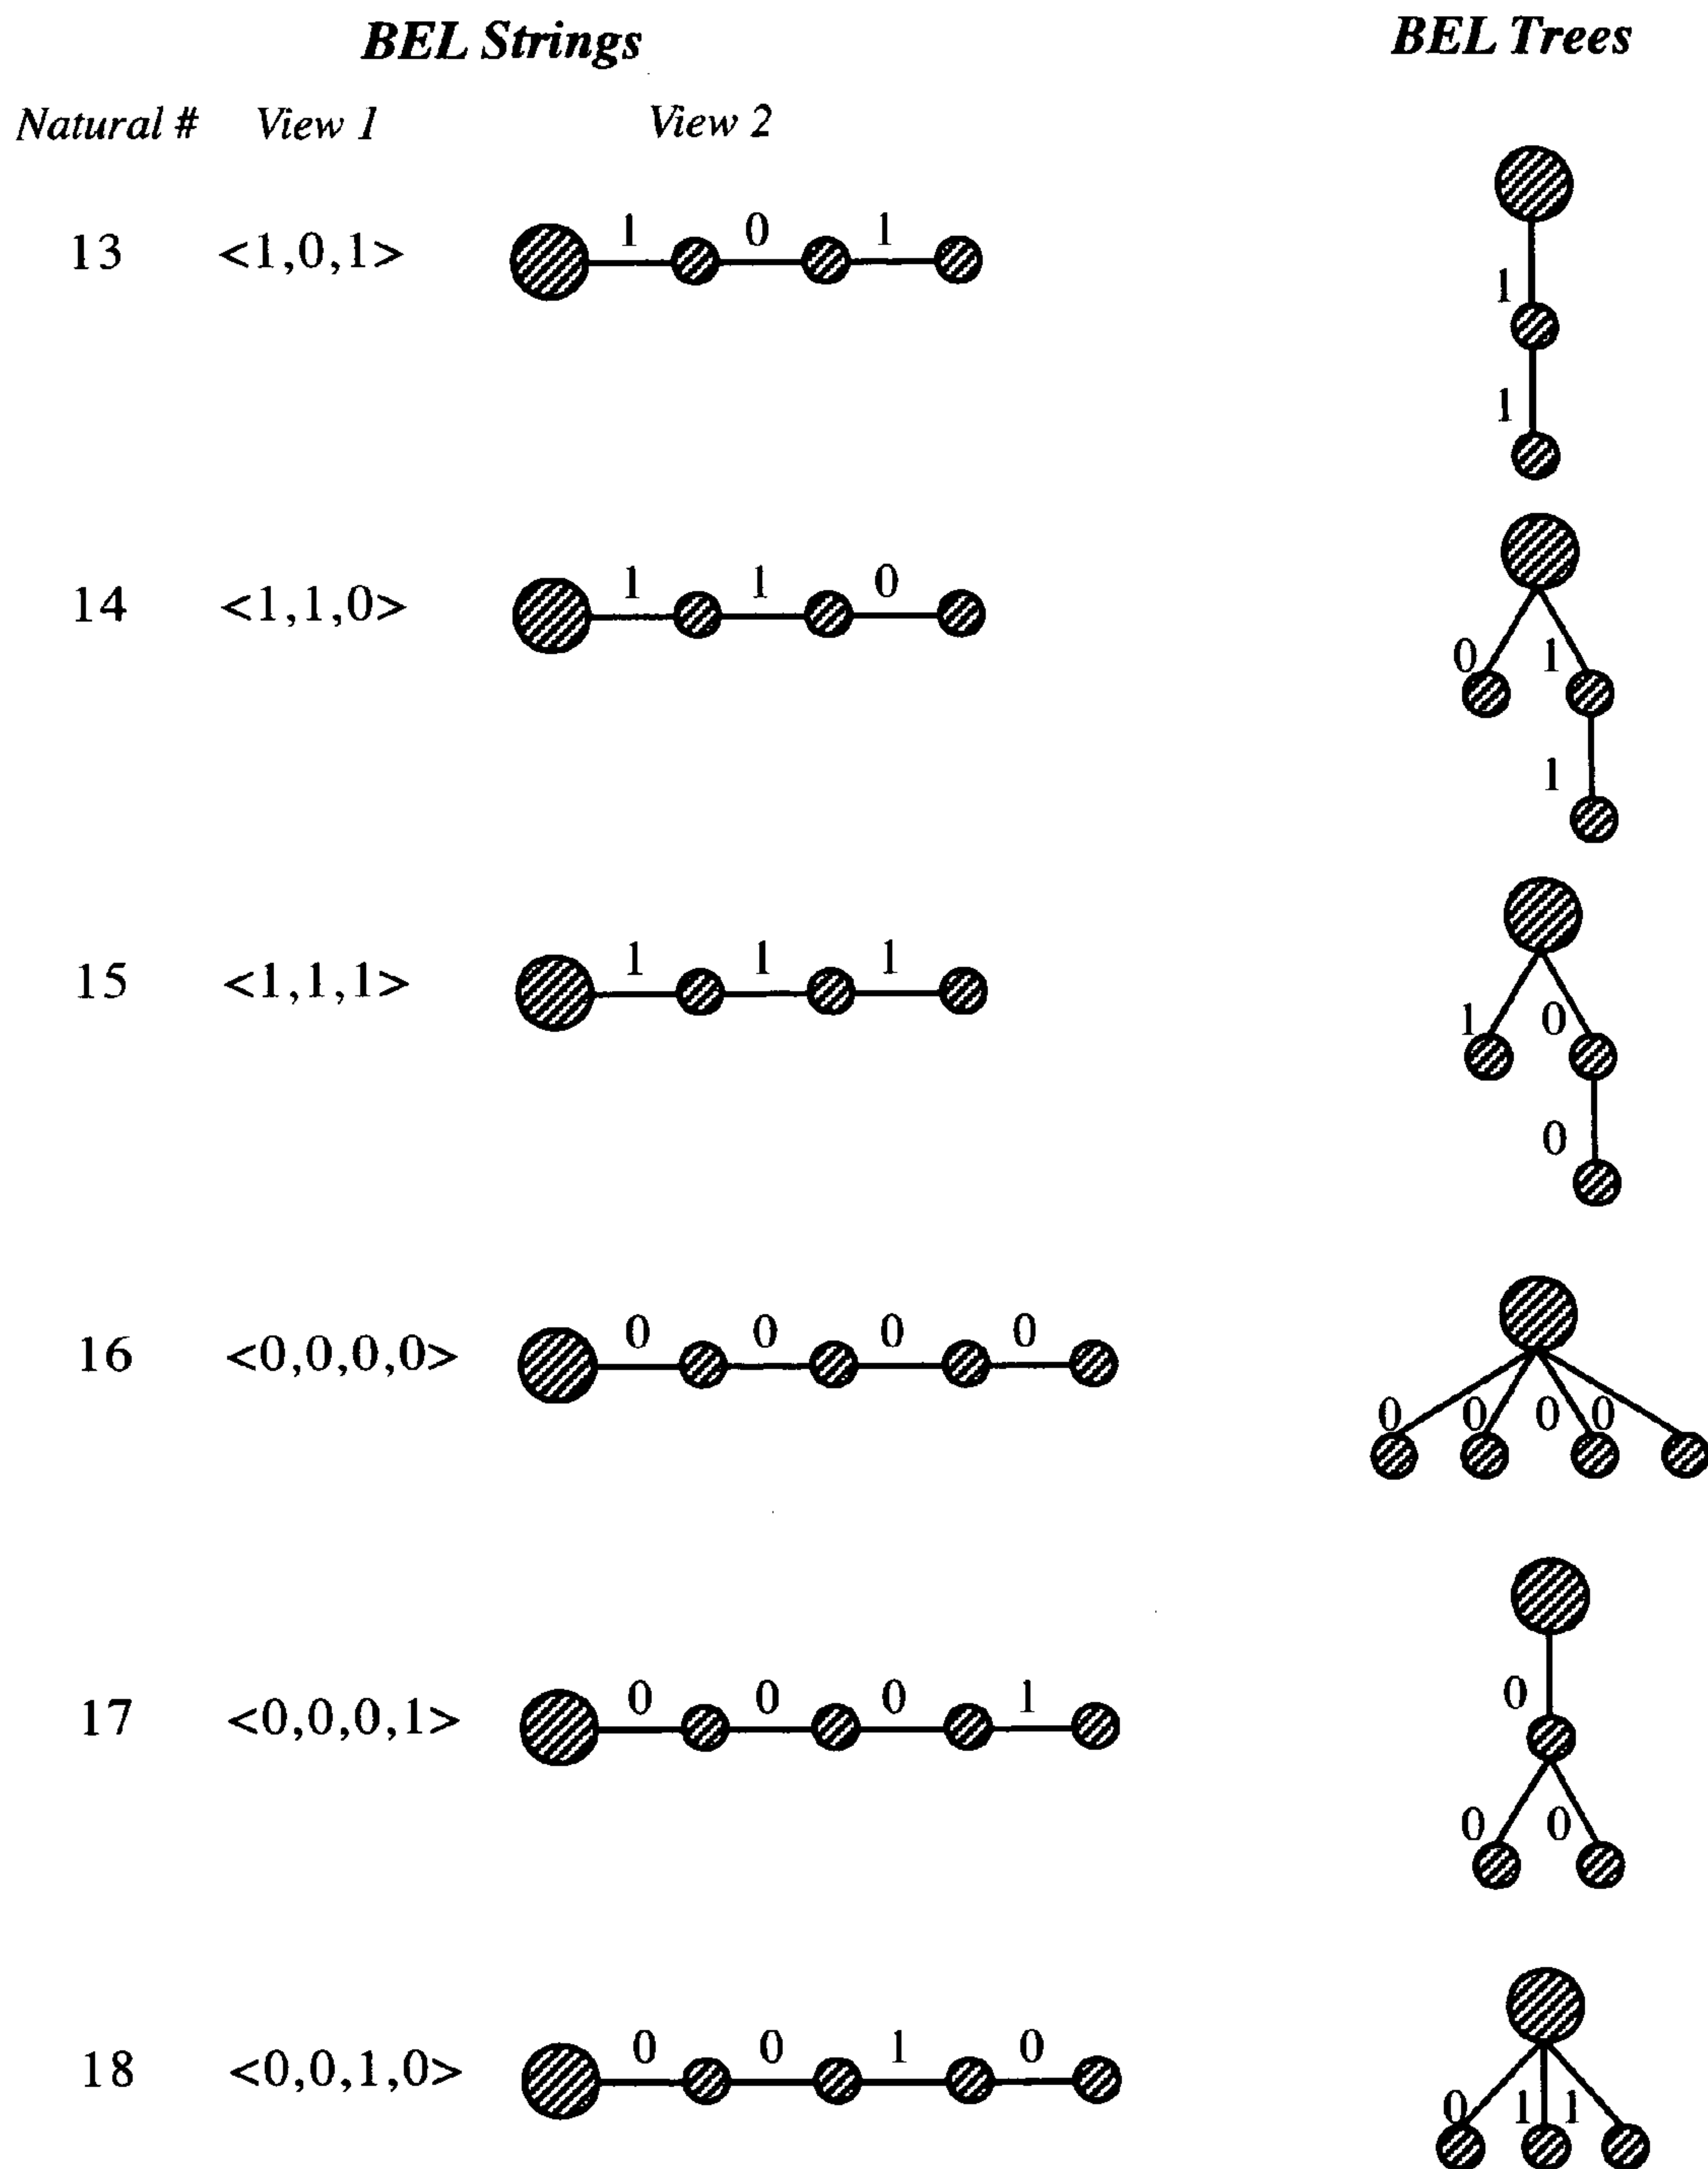 BEL Strings BEL Trees
Natural # View 1 View 2
13 <1,0,1> 1 0 1
1
1
14 <1,1,0> 1 1 0
0 1
1
15 <1,1,1> 1 1 1
1 0
0
16 <0,0,0,0> 0 0 0 0
0 0 0 0
17 <0,0,0,1> 0 0 0 1
0
0 0
18 <0,0,1,0> 0 0 1 0
0 1 1